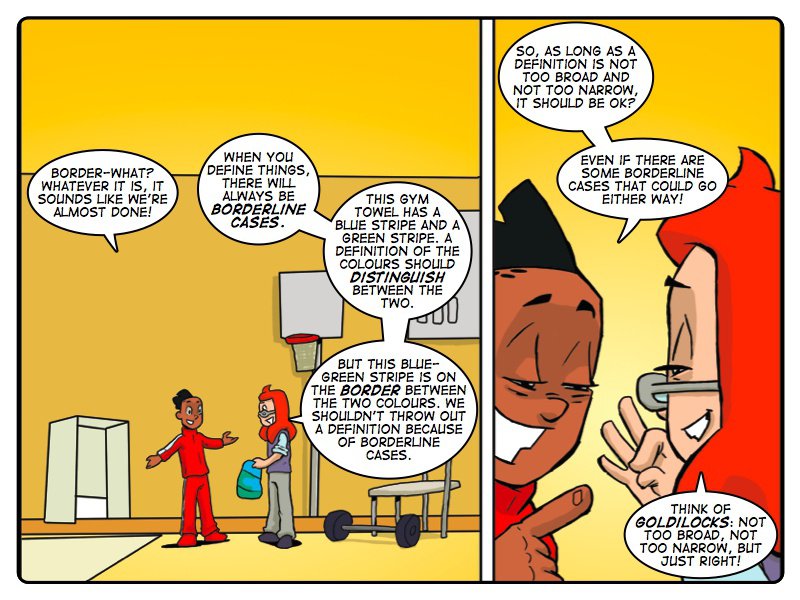 BORDER-WHAT?
WHATEVER IT IS, IT
SOUNDS LIKE WE'RE
ALMOST DONE!
WHEN YOU
DEFINE THINGS,
THERE WILL
ALWAYS BE
BORDERLINE
CASES.
THIS GYM
TOWEL HAS A
BLUE STRIPE AND A
GREEN STRIPE. A
DEFINITION OF THE
COLOURS SHOULD
DISTINGUISH
BETWEEN THE
TWO.
BUT THIS BLUE-
GREEN STRIPE IS ON
THE BORDER BETWEEN
THE TWO COLOURS. WE
SHOULDN'T THROW OUT
A DEFINITION BECAUSE
OF BORDERLINE
CASES.
SO, AS LONG AS A
DEFINITION IS NOT
TOO BROAD AND
NOT TOO NARROW,
IT SHOULD BE OK?
EVEN IF THERE ARE
SOME BORDERLINE
CASES THAT COULD GO
EITHER WAY!
THINK OF
GOLDILOCKS: NOT
TOO BROAD, NOT
TOO NARROW, BUT
JUST RIGHT!